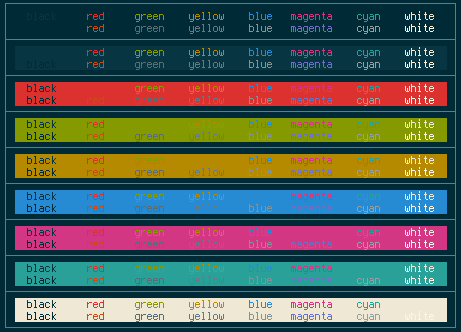 black red green yellow blue magenta cyan white
red green yellow blue magenta cyan white
red green yellow blue magenta cyan white
black red green yellow blue magenta cyan white
black green yellow blue magenta cyan white
black red green yellow blue magenta cyan white
black red yellow blue magenta cyan white
black red green yellow blue magenta cyan white
black red green blue magenta cyan white
black red green yellow blue magenta cyan white
black red green yellow magenta cyan white
black red green yellow blue magenta cyan white
black red green yellow blue cyan white
black red green yellow blue magenta cyan white
black red green yellow blue magenta white
black red green yellow blue magenta cyan white
black red green yellow blue magenta cyan
black red green yellow blue magenta cyan white